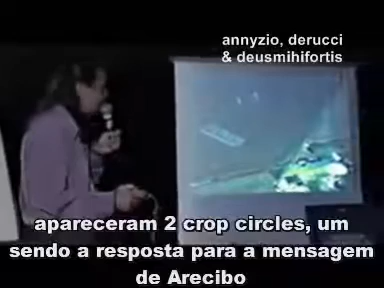 annyzio, derucci
& deusmihifortis
apareceram 2 crop circles, um
sendo a resposta para a mensagem
de Arecibo